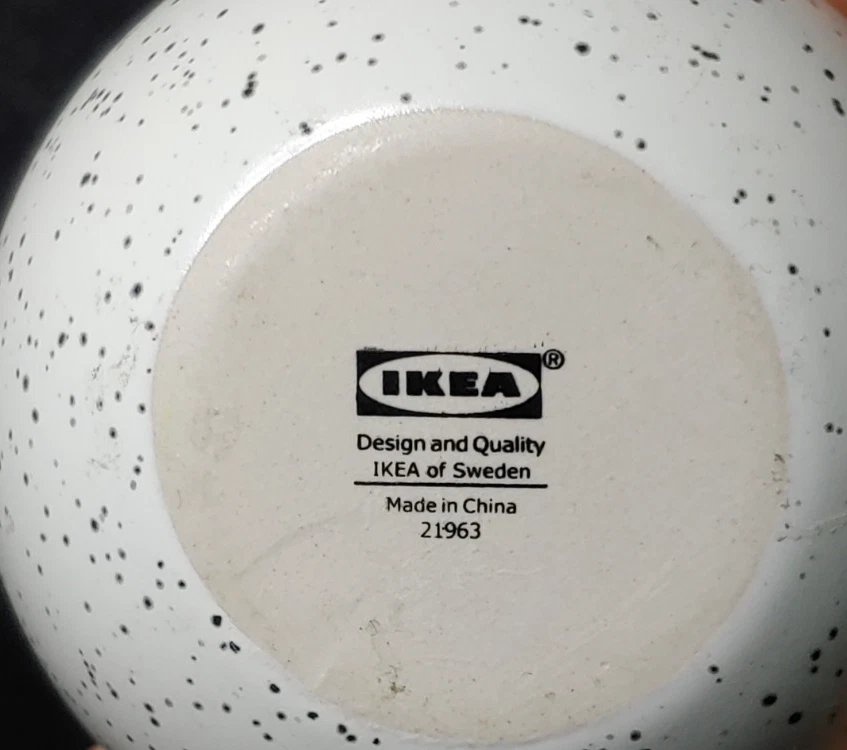 IKEA®
Design and Quality
IKEA of Sweden
Made in China
21963